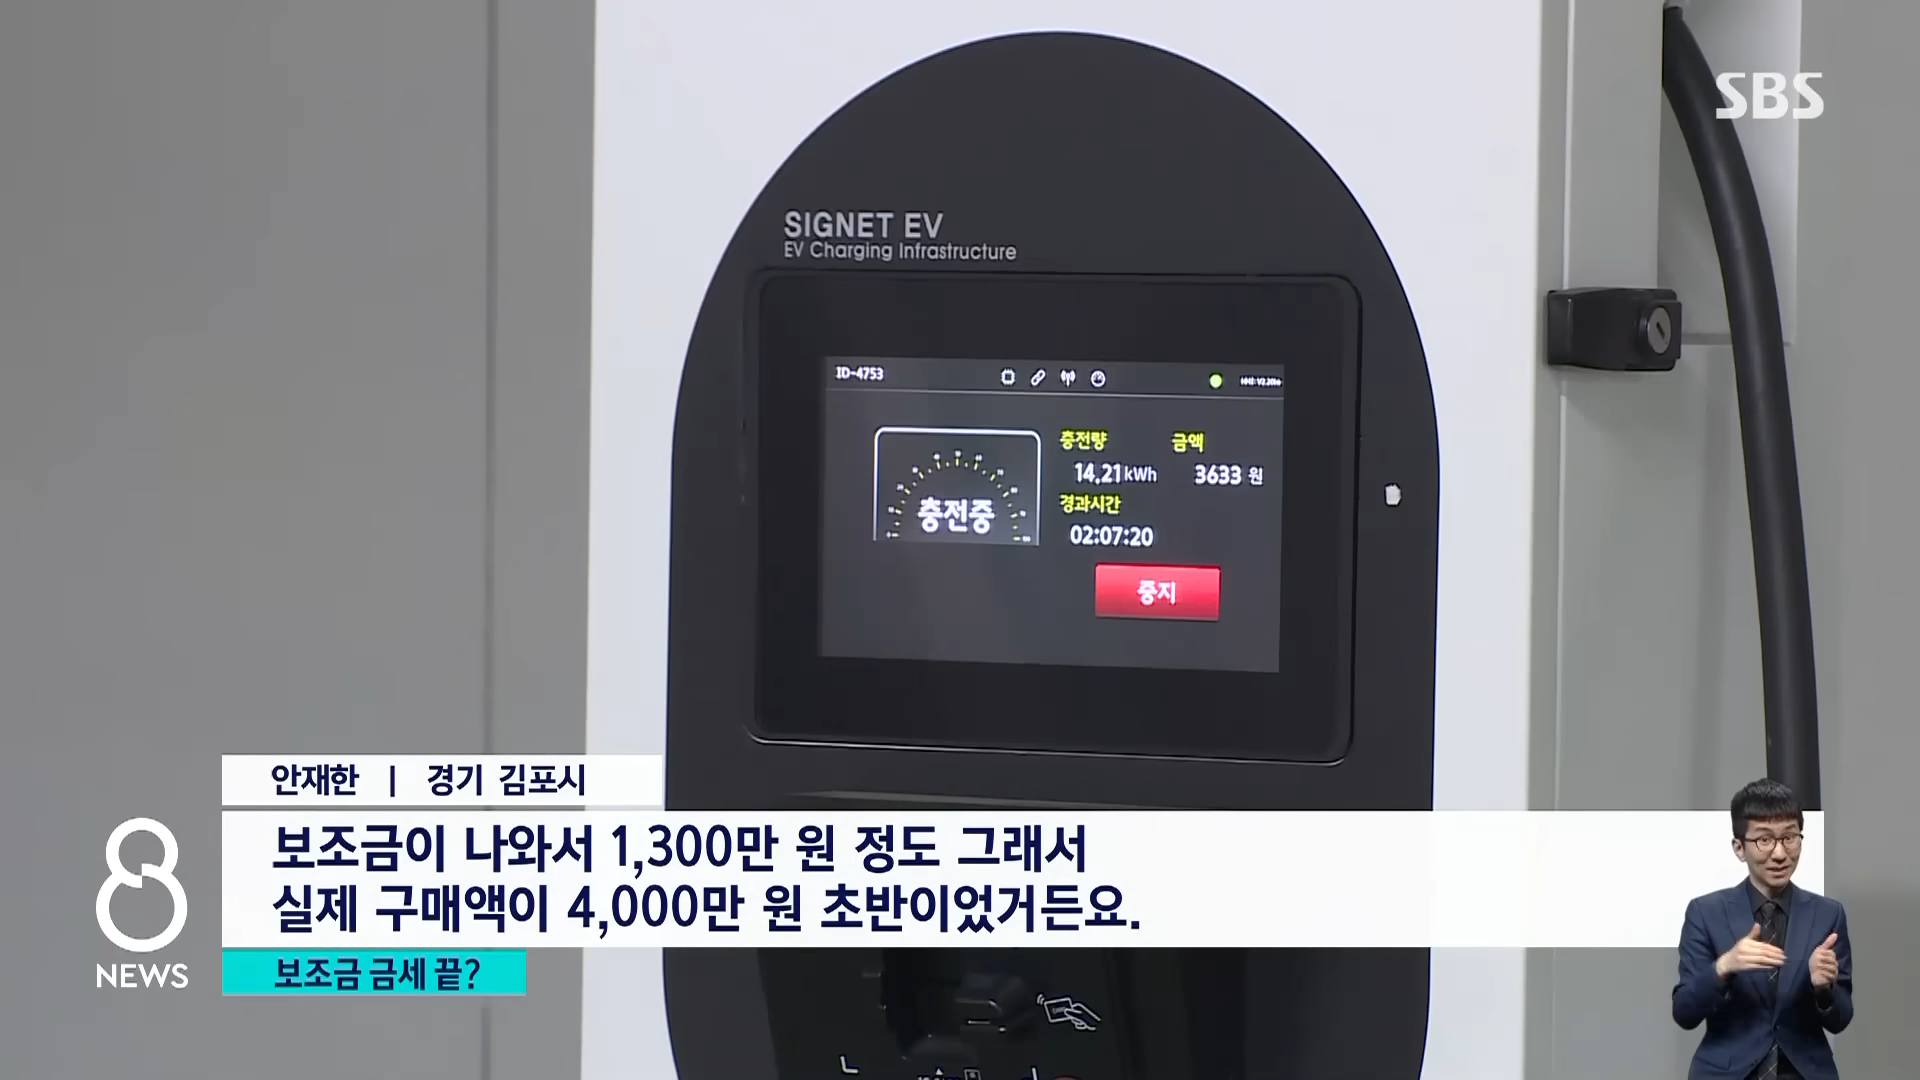 SBS
SIGNET EV
EV Charging Infrastructure
ID-4753
충전량 금액
14.21kWh 3633 원
충전중
경과시간
02:07:20
중지
안재한 | 경기 김포시
보조금이 나와서 1,300만 원 정도 그래서
실제 구매액이 4,000만 원 초반이었거든요.
8 NEWS
보조금 금세 끝?